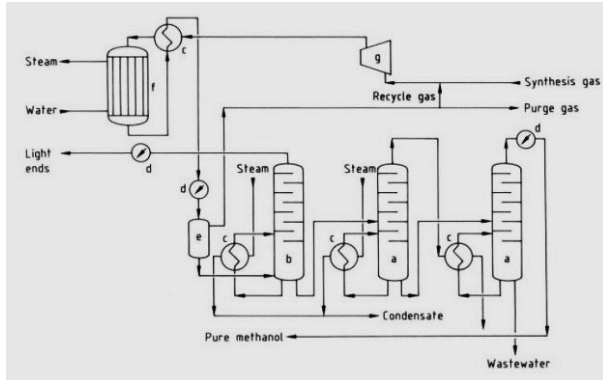 g
c
Steam
f
Synthesis gas
Recycle gas
Water
Purge gas
d
Light
ends
d
Steam
Steam
d
e
c
c
c
b
a
a
Condensate
Pure methanol
Wastewater